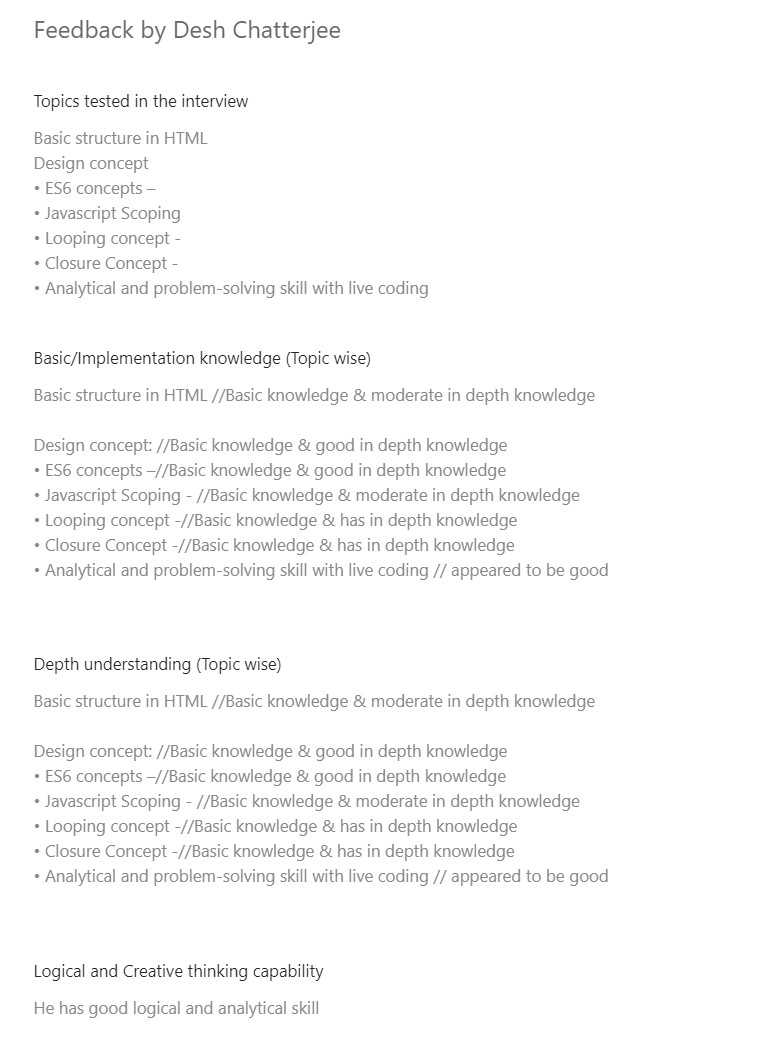 Feedback by Desh Chatterjee
Topics tested in the interview
Basic structure in HTML
Design concept
• ES6 concepts –
• Javascript Scoping
• Looping concept -
• Closure Concept -
• Analytical and problem-solving skill with live coding
Basic/Implementation knowledge (Topic wise)
Basic structure in HTML //Basic knowledge & moderate in depth knowledge
Design concept: //Basic knowledge & good in depth knowledge
• ES6 concepts –//Basic knowledge & good in depth knowledge
• Javascript Scoping - //Basic knowledge & moderate in depth knowledge
• Looping concept -//Basic knowledge & has in depth knowledge
• Closure Concept -//Basic knowledge & has in depth knowledge
• Analytical and problem-solving skill with live coding // appeared to be good
Depth understanding (Topic wise)
Basic structure in HTML //Basic knowledge & moderate in depth knowledge
Design concept: //Basic knowledge & good in depth knowledge
• ES6 concepts –//Basic knowledge & good in depth knowledge
• Javascript Scoping - //Basic knowledge & moderate in depth knowledge
• Looping concept -//Basic knowledge & has in depth knowledge
• Closure Concept -//Basic knowledge & has in depth knowledge
• Analytical and problem-solving skill with live coding // appeared to be good
Logical and Creative thinking capability
He has good logical and analytical skill